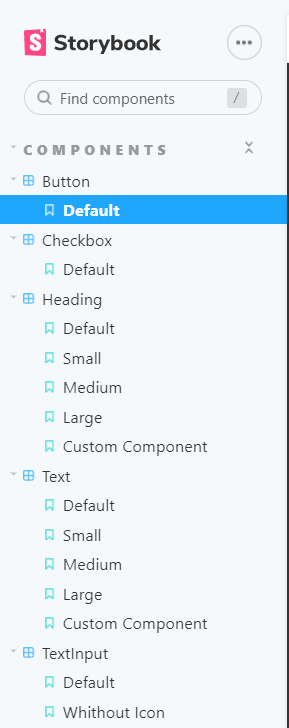 Storybook
Find components /
COMPONENTS
Button
Default
Checkbox
Default
Heading
Default
Small
Medium
Large
Custom Component
Text
Default
Small
Medium
Large
Custom Component
TextInput
Default
Whithout Icon